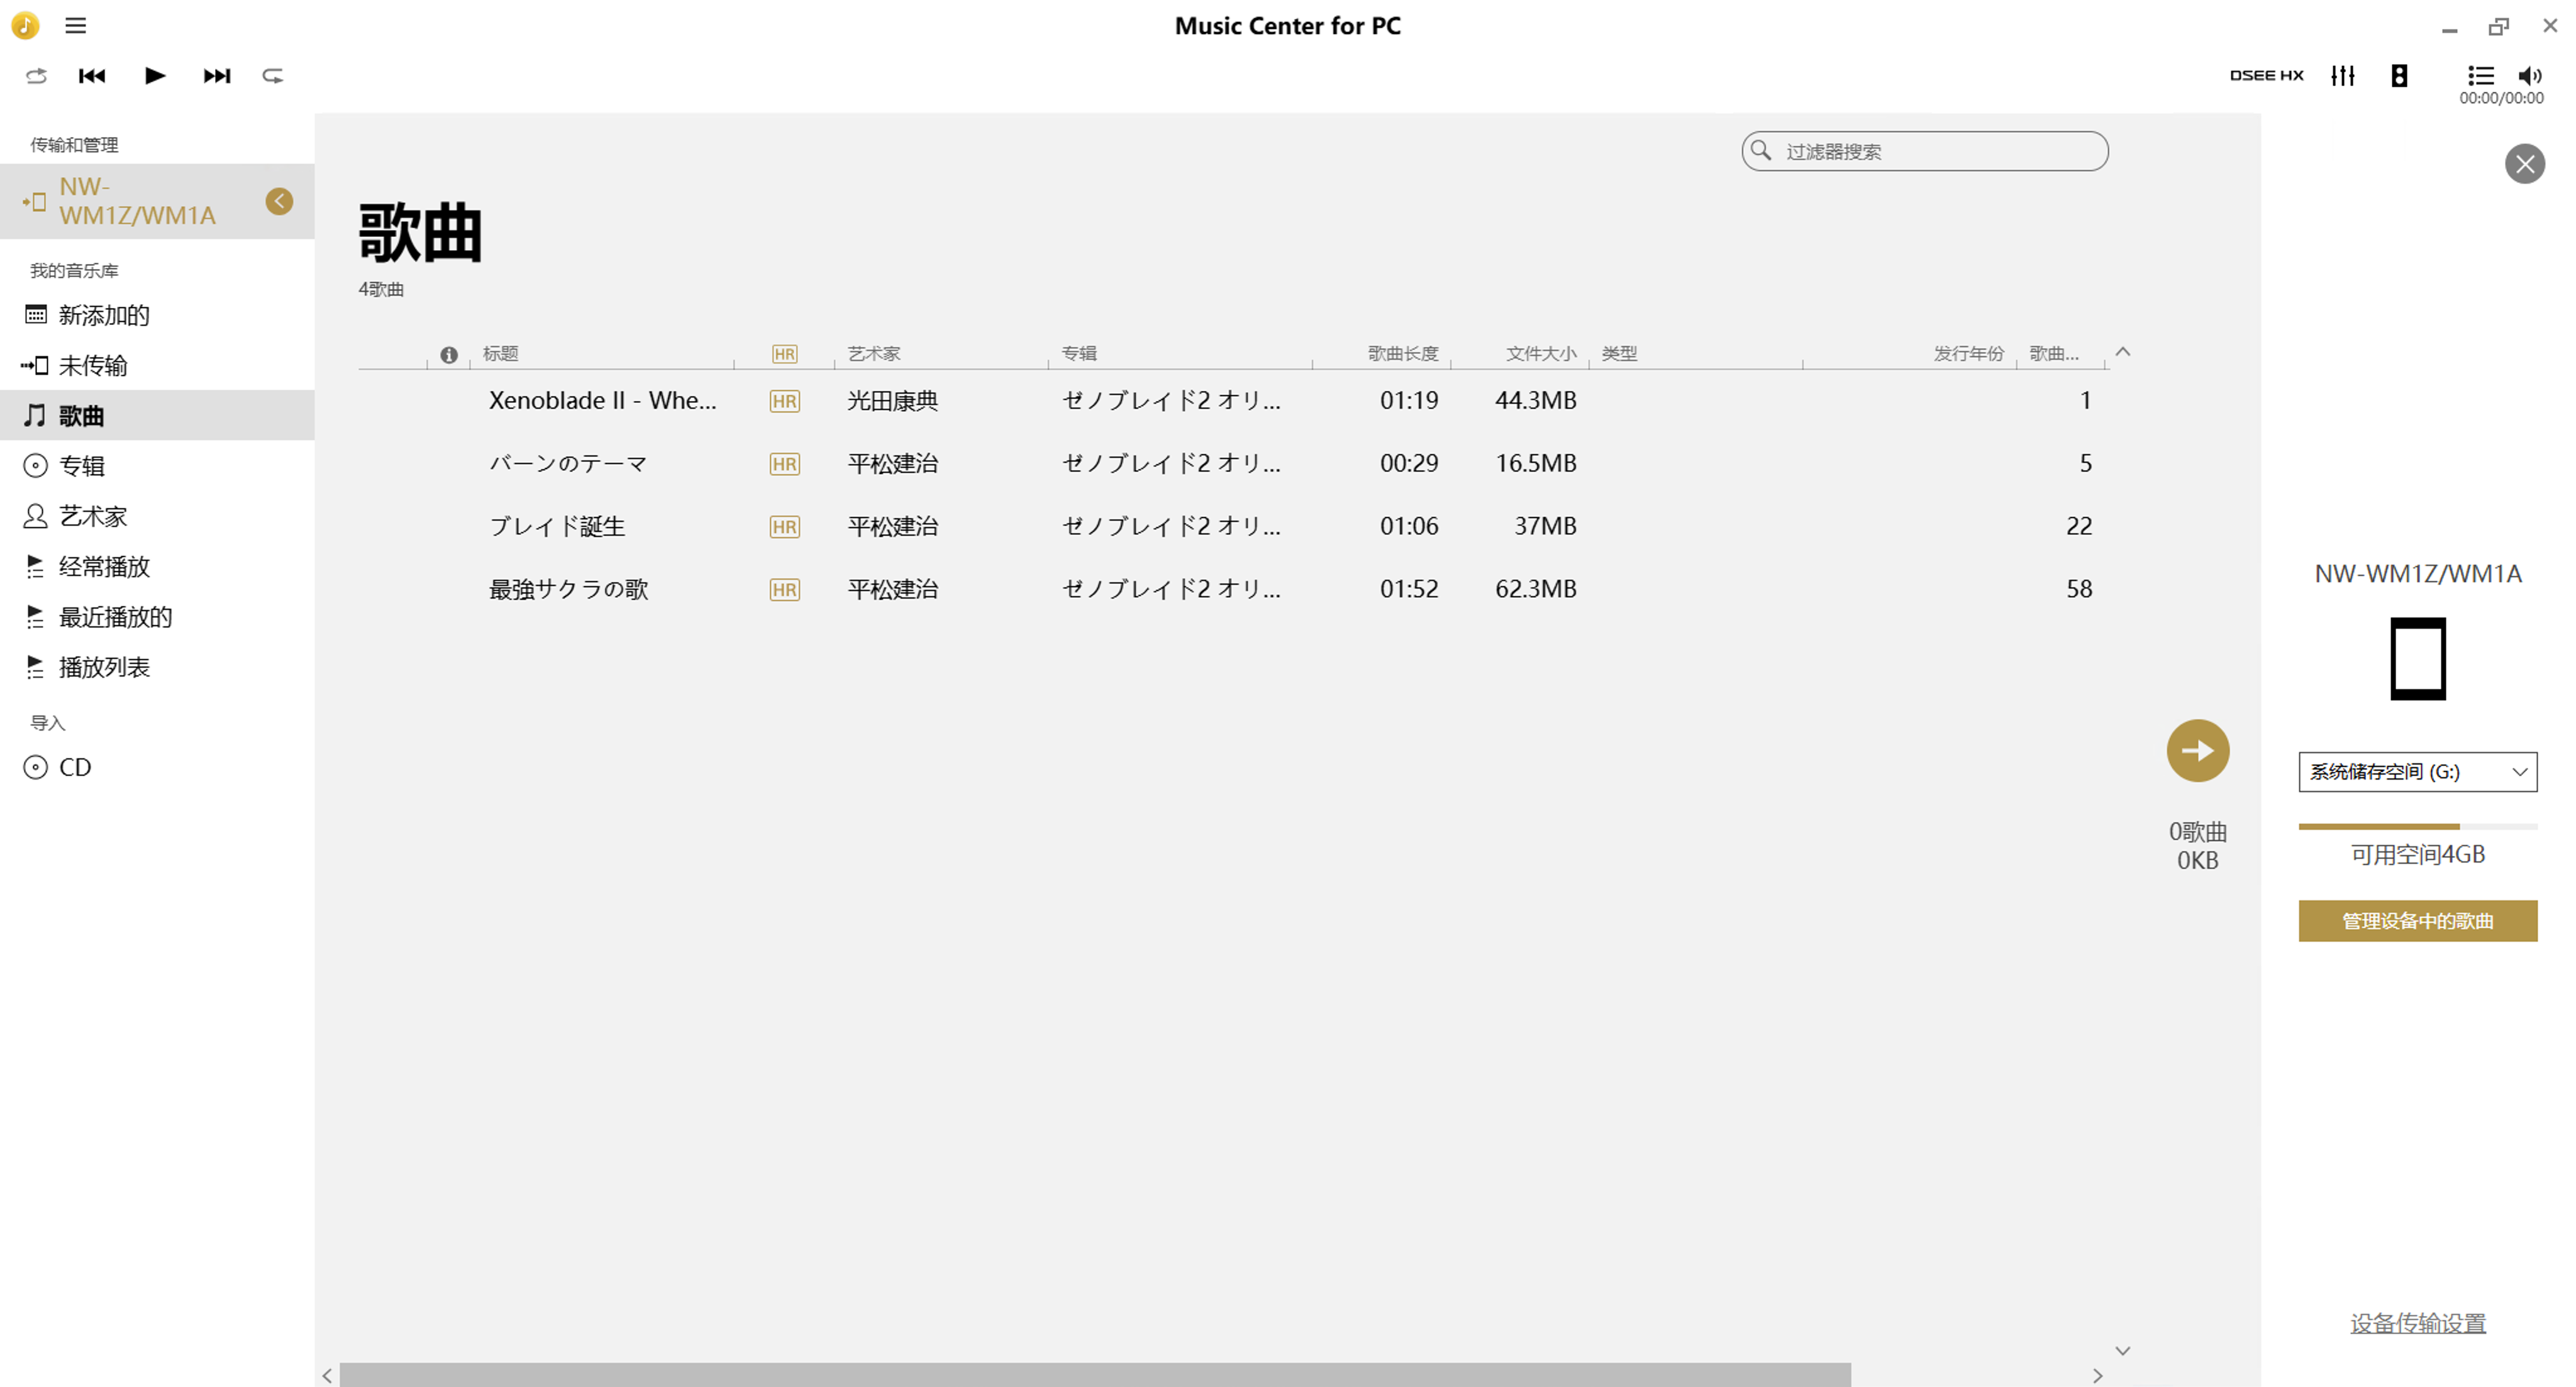 Music Center for PC
DSEE HX
00:00/00:00
传输和管理
NW-
WM1Z/WM1A
我的音乐库
新添加的
未传输
歌曲
专辑
艺术家
经常播放
最近播放的
播放列表
导入
CD
过滤器搜索
歌曲
4歌曲
标题 HR 艺术家 专辑 歌曲长度 文件大小 类型 发行年份 歌曲...
Xenoblade II - Whe... HR 光田康典 ゼノブレイド2 オリ... 01:19 44.3MB 1
バーンのテーマ HR 平松建治 ゼノブレイド2 オリ... 00:29 16.5MB 5
ブレイド誕生 HR 平松建治 ゼノブレイド2 オリ... 01:06 37MB 22
最強サクラの歌 HR 平松建治 ゼノブレイド2 オリ... 01:52 62.3MB 58
0歌曲
0KB
NW-WM1Z/WM1A
系统储存空间 (G:)
可用空间4GB
管理设备中的歌曲
设备传输设置